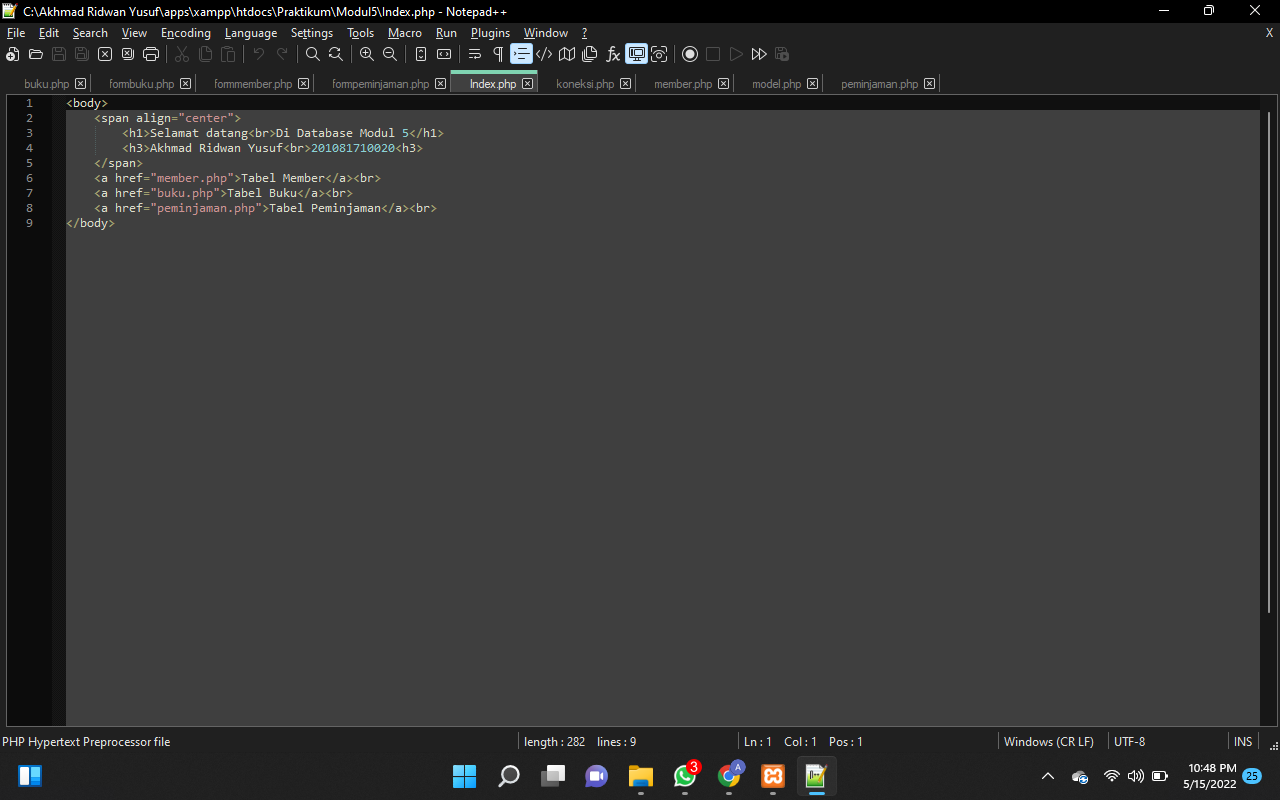 C:\Akhmad Ridwan Yusuf\apps\xampp\htdocs\Praktikum\Modul5\Index.php - Notepad++
File Edit Search View Encoding Language Settings Tools Macro Run Plugins Window ? X
buku.php formbuku.php formmember.php fompeminjaman.php Index.php koneksi.php member.php model.php peminjaman.php
1 <body>
2 <span align="center">
3 <h1>Selamat datang<br>Di Database Modul 5</h1>
4 <h3>Akhmad Ridwan Yusuf<br>201081710020<h3>
5 </span>
6 <a href="member.php">Tabel Member</a><br>
7 <a href="buku.php">Tabel Buku</a><br>
8 <a href="peminjaman.php">Tabel Peminjaman</a><br>
9 </body>
PHP Hypertext Preprocessor file length : 282 lines : 9 Ln : 1 Col : 1 Pos : 1 Windows (CR LF) UTF-8 INS
3 A 10:48 PM
5/15/2022 25